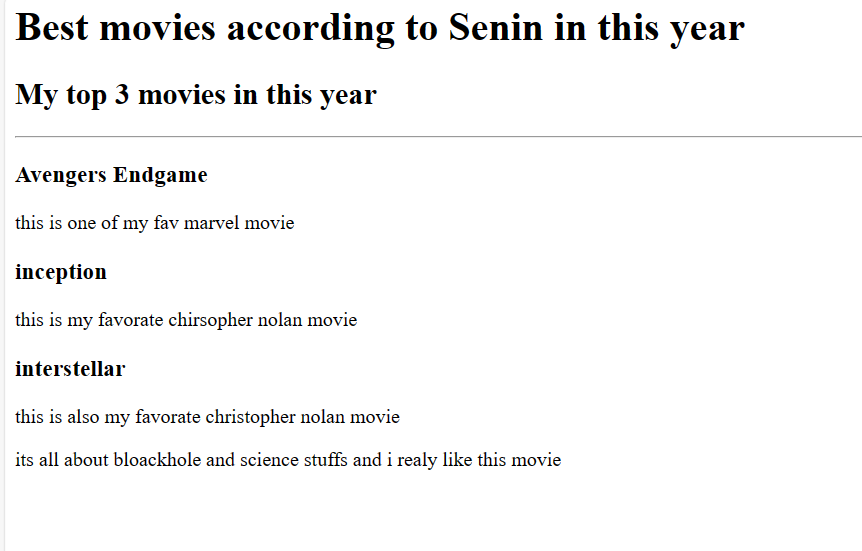 Best movies according to Senin in this year
My top 3 movies in this year
Avengers Endgame
this is one of my fav marvel movie
inception
this is my favorate chirsopher nolan movie
interstellar
this is also my favorate christopher nolan movie
its all about bloackhole and science stuffs and i realy like this movie